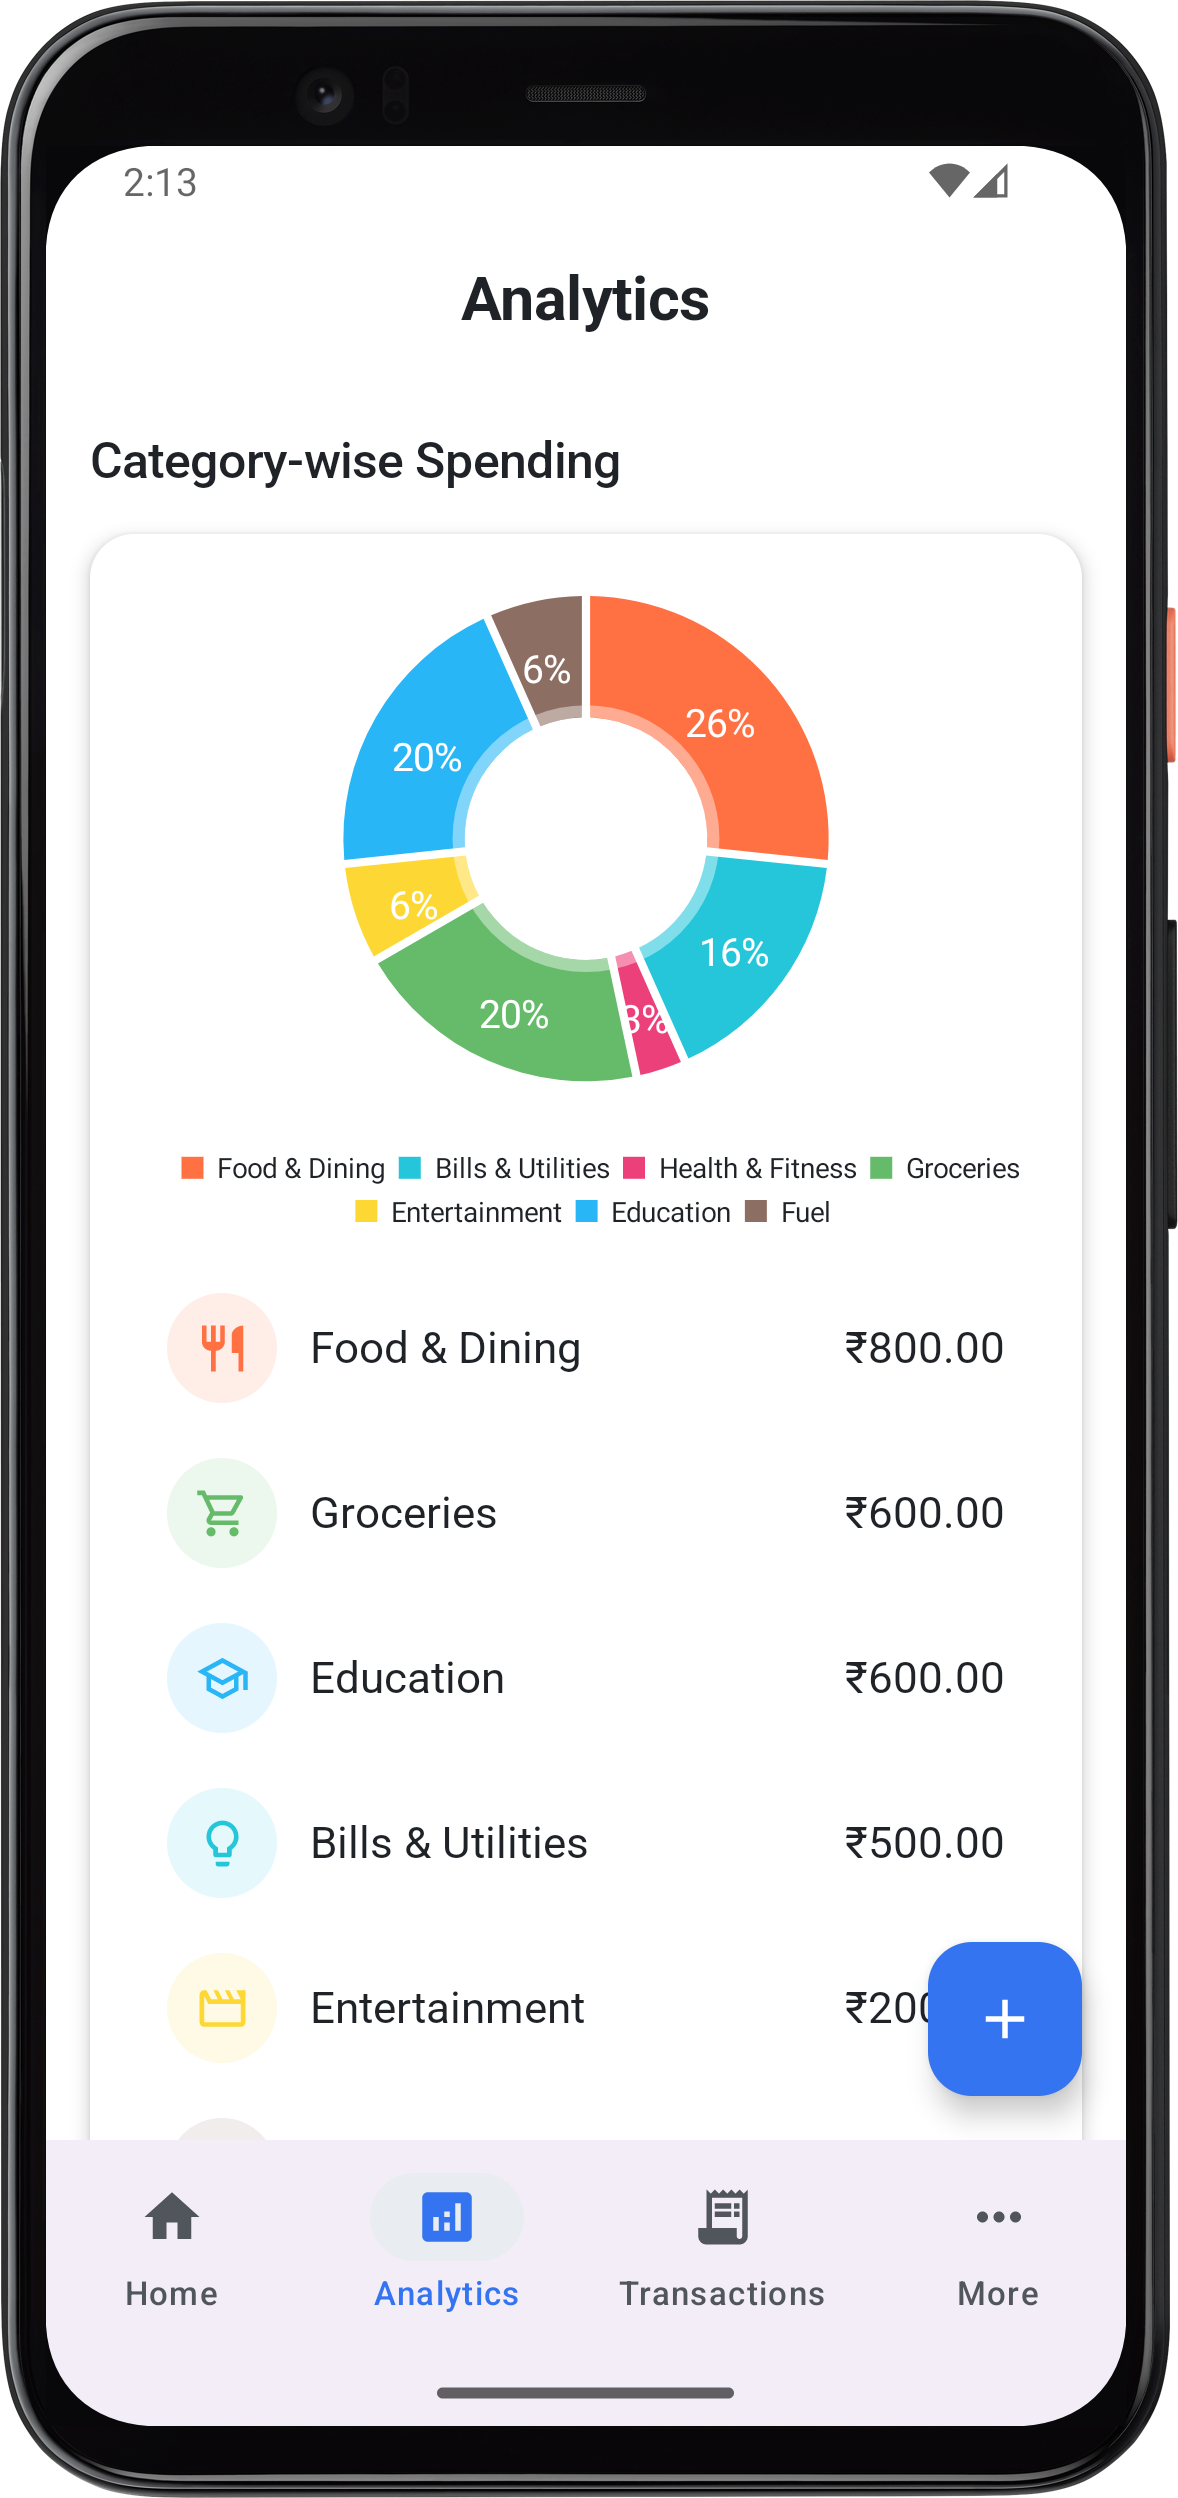 2:13
Analytics
Category-wise Spending
6%
26%
20%
6%
16%
20%
3%
Food & Dining Bills & Utilities Health & Fitness Groceries
Entertainment Education Fuel
Food & Dining ₹800.00
Groceries ₹600.00
Education ₹600.00
Bills & Utilities ₹500.00
Entertainment
Home Analytics Transactions More